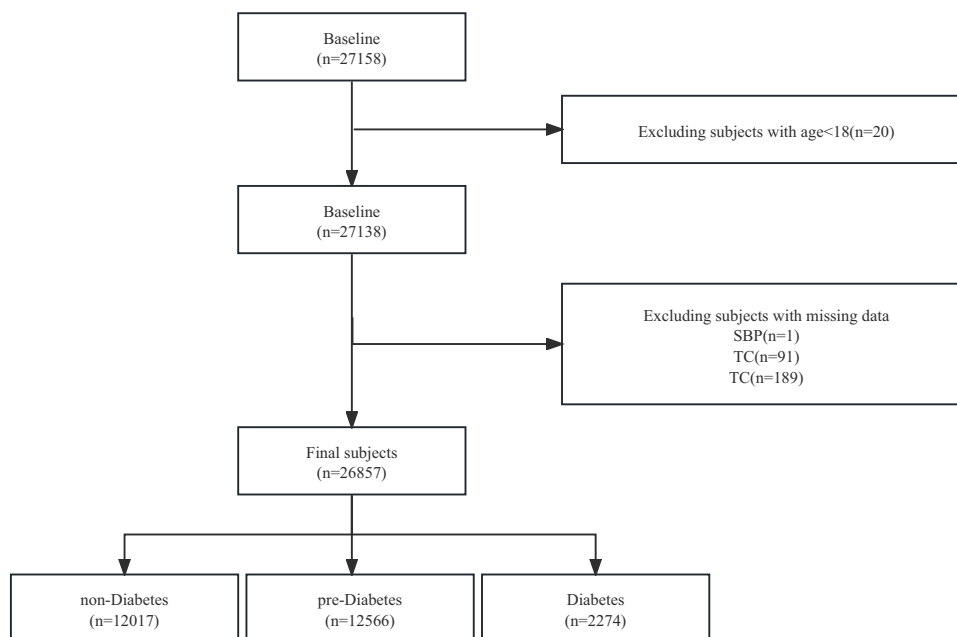 Baseline
(n=27158)
Excluding subjects with age<18(n=20)
Baseline
(n=27138)
Excluding subjects with missing data
SBP(n=1)
TC(n=91)
TC(n=189)
Final subjects
(n=26857)
non-Diabetes
(n=12017)
pre-Diabetes
(n=12566)
Diabetes
(n=2274)